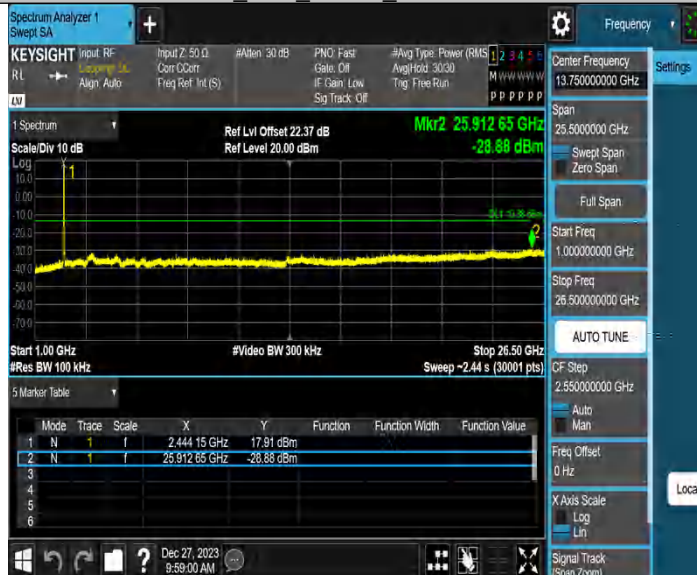 Spectrum Analyzer 1
Swept SA
+
Frequency
KEYSIGHT
RL
Input: RF
Align: Auto
Input Z: 50 Ω
Corr CCorr
Freq Ref: Int (S)
#Atten: 30 dB
PNO: Fast
Gate: Off
IF Gain: Low
Sig Track: Off
#Avg Type: Power (RMS
Avg|Hold: 30/30
Trig: Free Run
1 2 3 4 5 6
M W W W W W
P P P P P P
LXI
1 Spectrum
Scale/Div 10 dB
Ref Lvl Offset 22.37 dB
Ref Level 20.00 dBm
Mkr2 25.912 65 GHz
-28.88 dBm
Log
10.0
0.00
-10.0
-20.0
-30.0
-40.0
-50.0
-60.0
-70.0
1
2
Start 1.00 GHz
#Res BW 100 kHz
#Video BW 300 kHz
Stop 26.50 GHz
Sweep ~2.44 s (30001 pts)
5 Marker Table
Mode Trace Scale X Y Function Function Width Function Value
1 N 1 f 2.444 15 GHz 17.91 dBm
2 N 1 f 25.912 65 GHz -28.88 dBm
3
4
5
6
Dec 27, 2023
9:59:00 AM
?
Center Frequency
13.750000000 GHz
Settings
Span
25.5000000 GHz
Swept Span
Zero Span
Full Span
Start Freq
1.000000000 GHz
Stop Freq
26.500000000 GHz
AUTO TUNE
CF Step
2.550000000 GHz
Auto
Man
Freq Offset
0 Hz
X Axis Scale
Log
Lin
Signal Track
(Span Zoom)
Loca